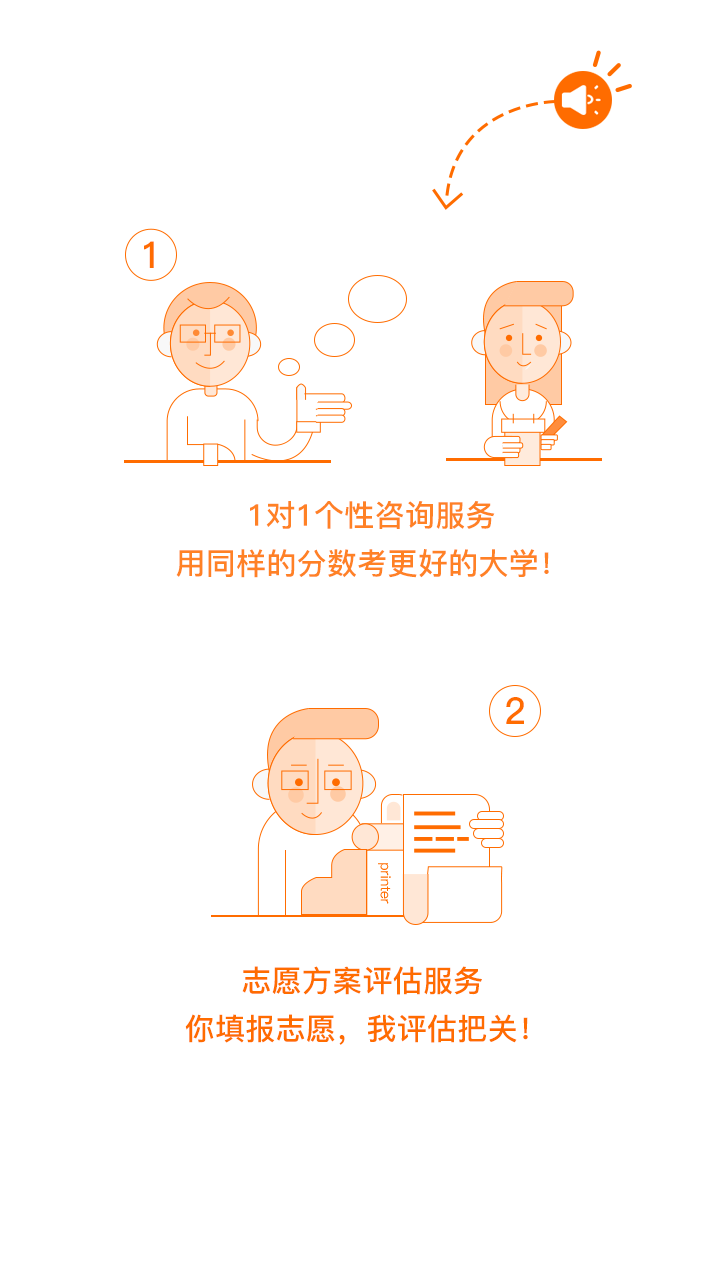 1
1对1个性咨询服务
用同样的分数考更好的大学！
2
printer
志愿方案评估服务
你填报志愿，我评估把关！